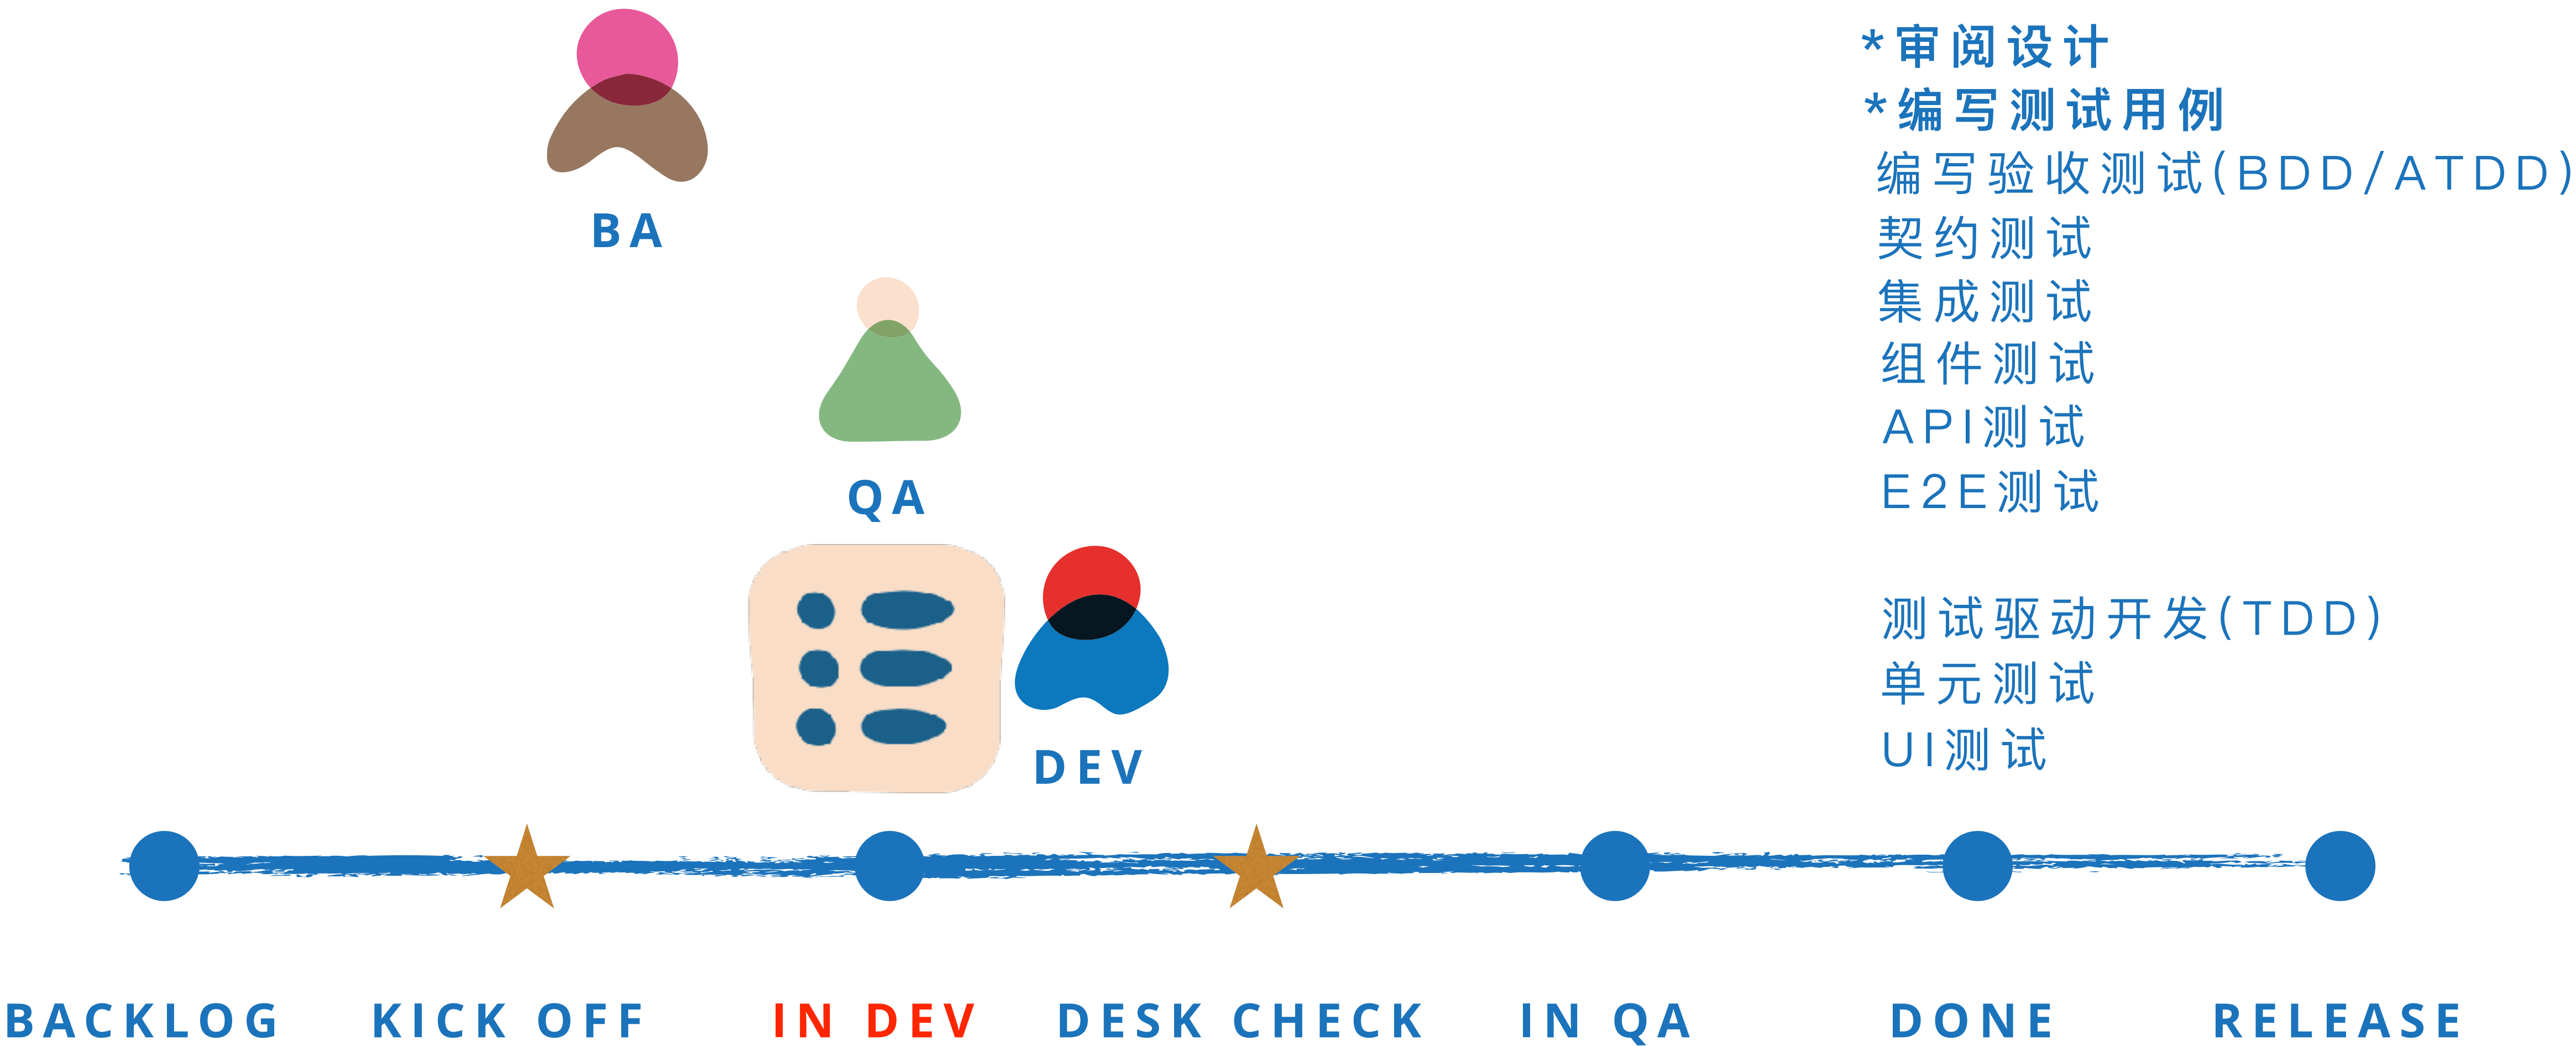 *审阅设计
*编写测试用例
编写验收测试(BDD/ATDD)
契约测试
集成测试
组件测试
API测试
E2E测试
测试驱动开发(TDD)
单元测试
UI测试
BA
QA
DEV
BACKLOG
KICK OFF
IN DEV
DESK CHECK
IN QA
DONE
RELEASE